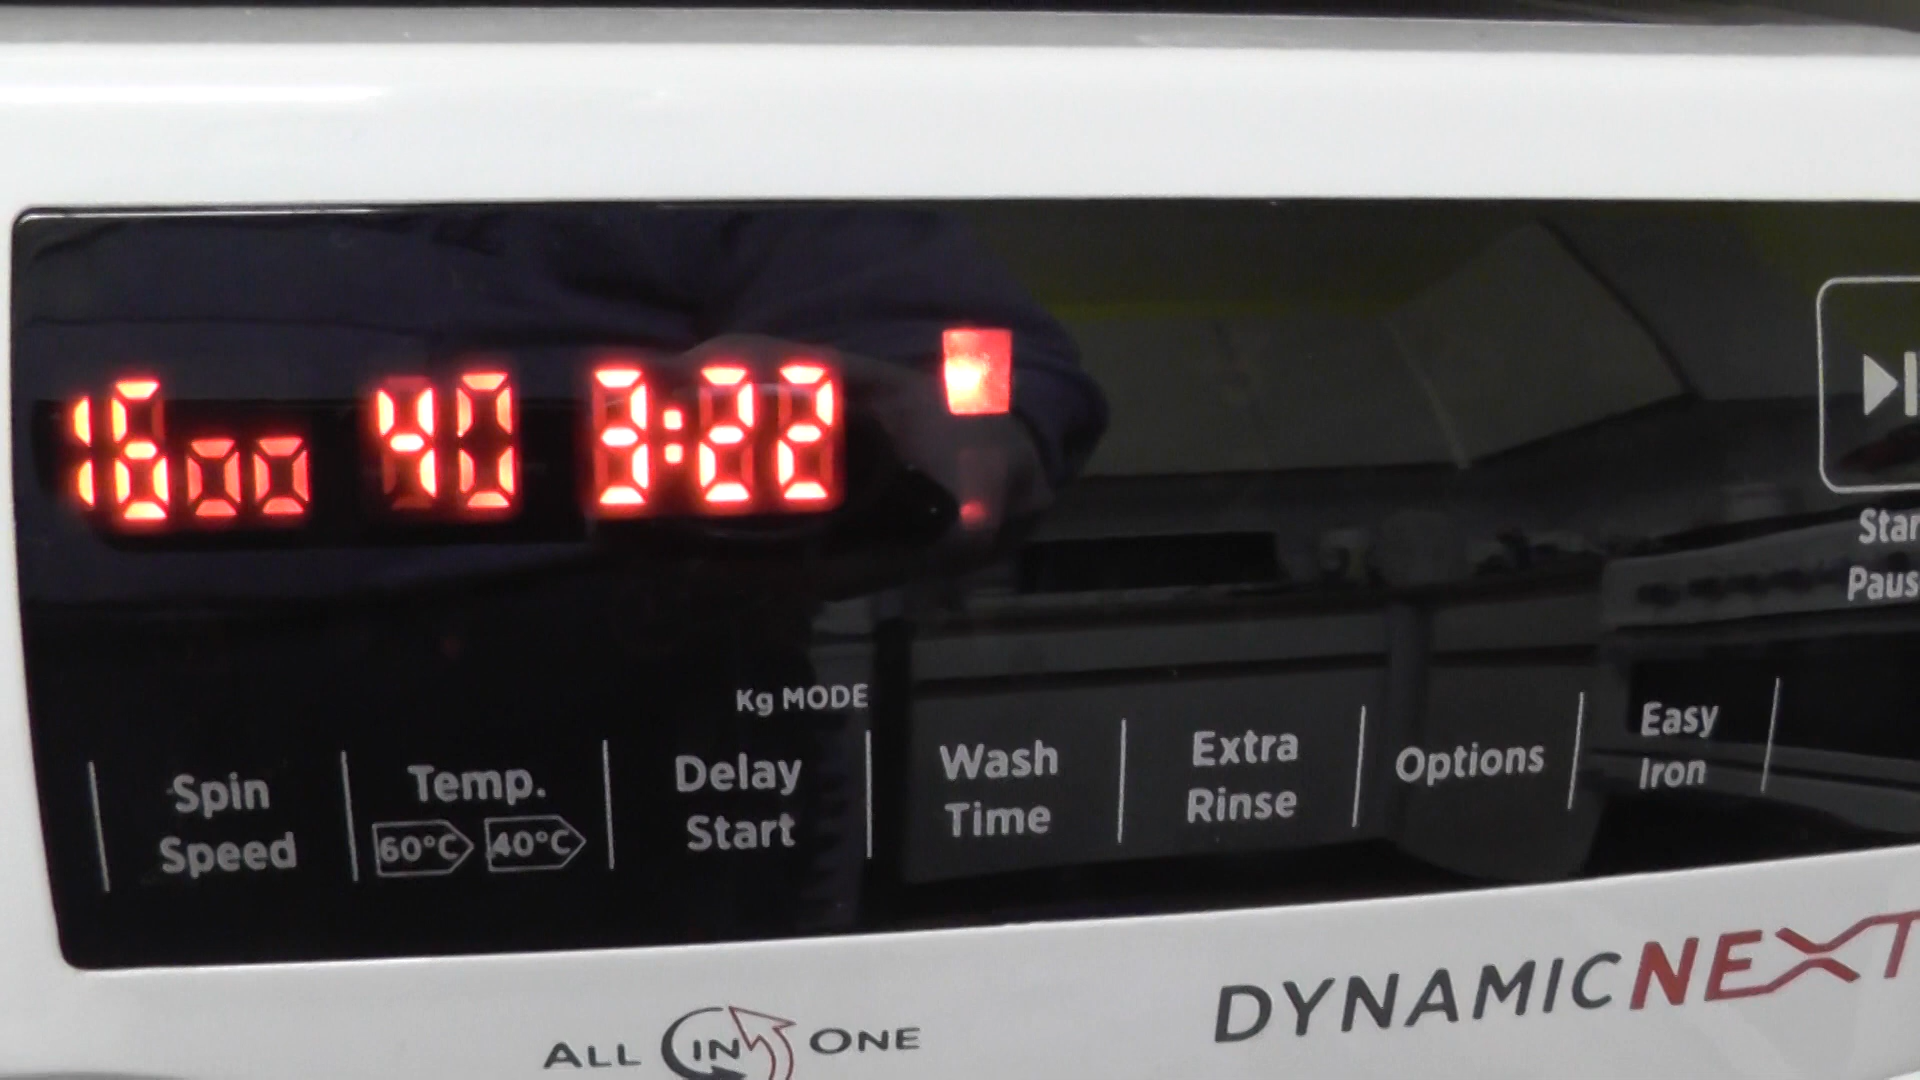 1600 40 3:22
Kg MODE
Spin
Speed
Temp.
60°C 40°C
Delay
Start
Wash
Time
Extra
Rinse
Options
Easy
Iron
Star
Paus
DYNAMICNEXT
ALL IN ONE